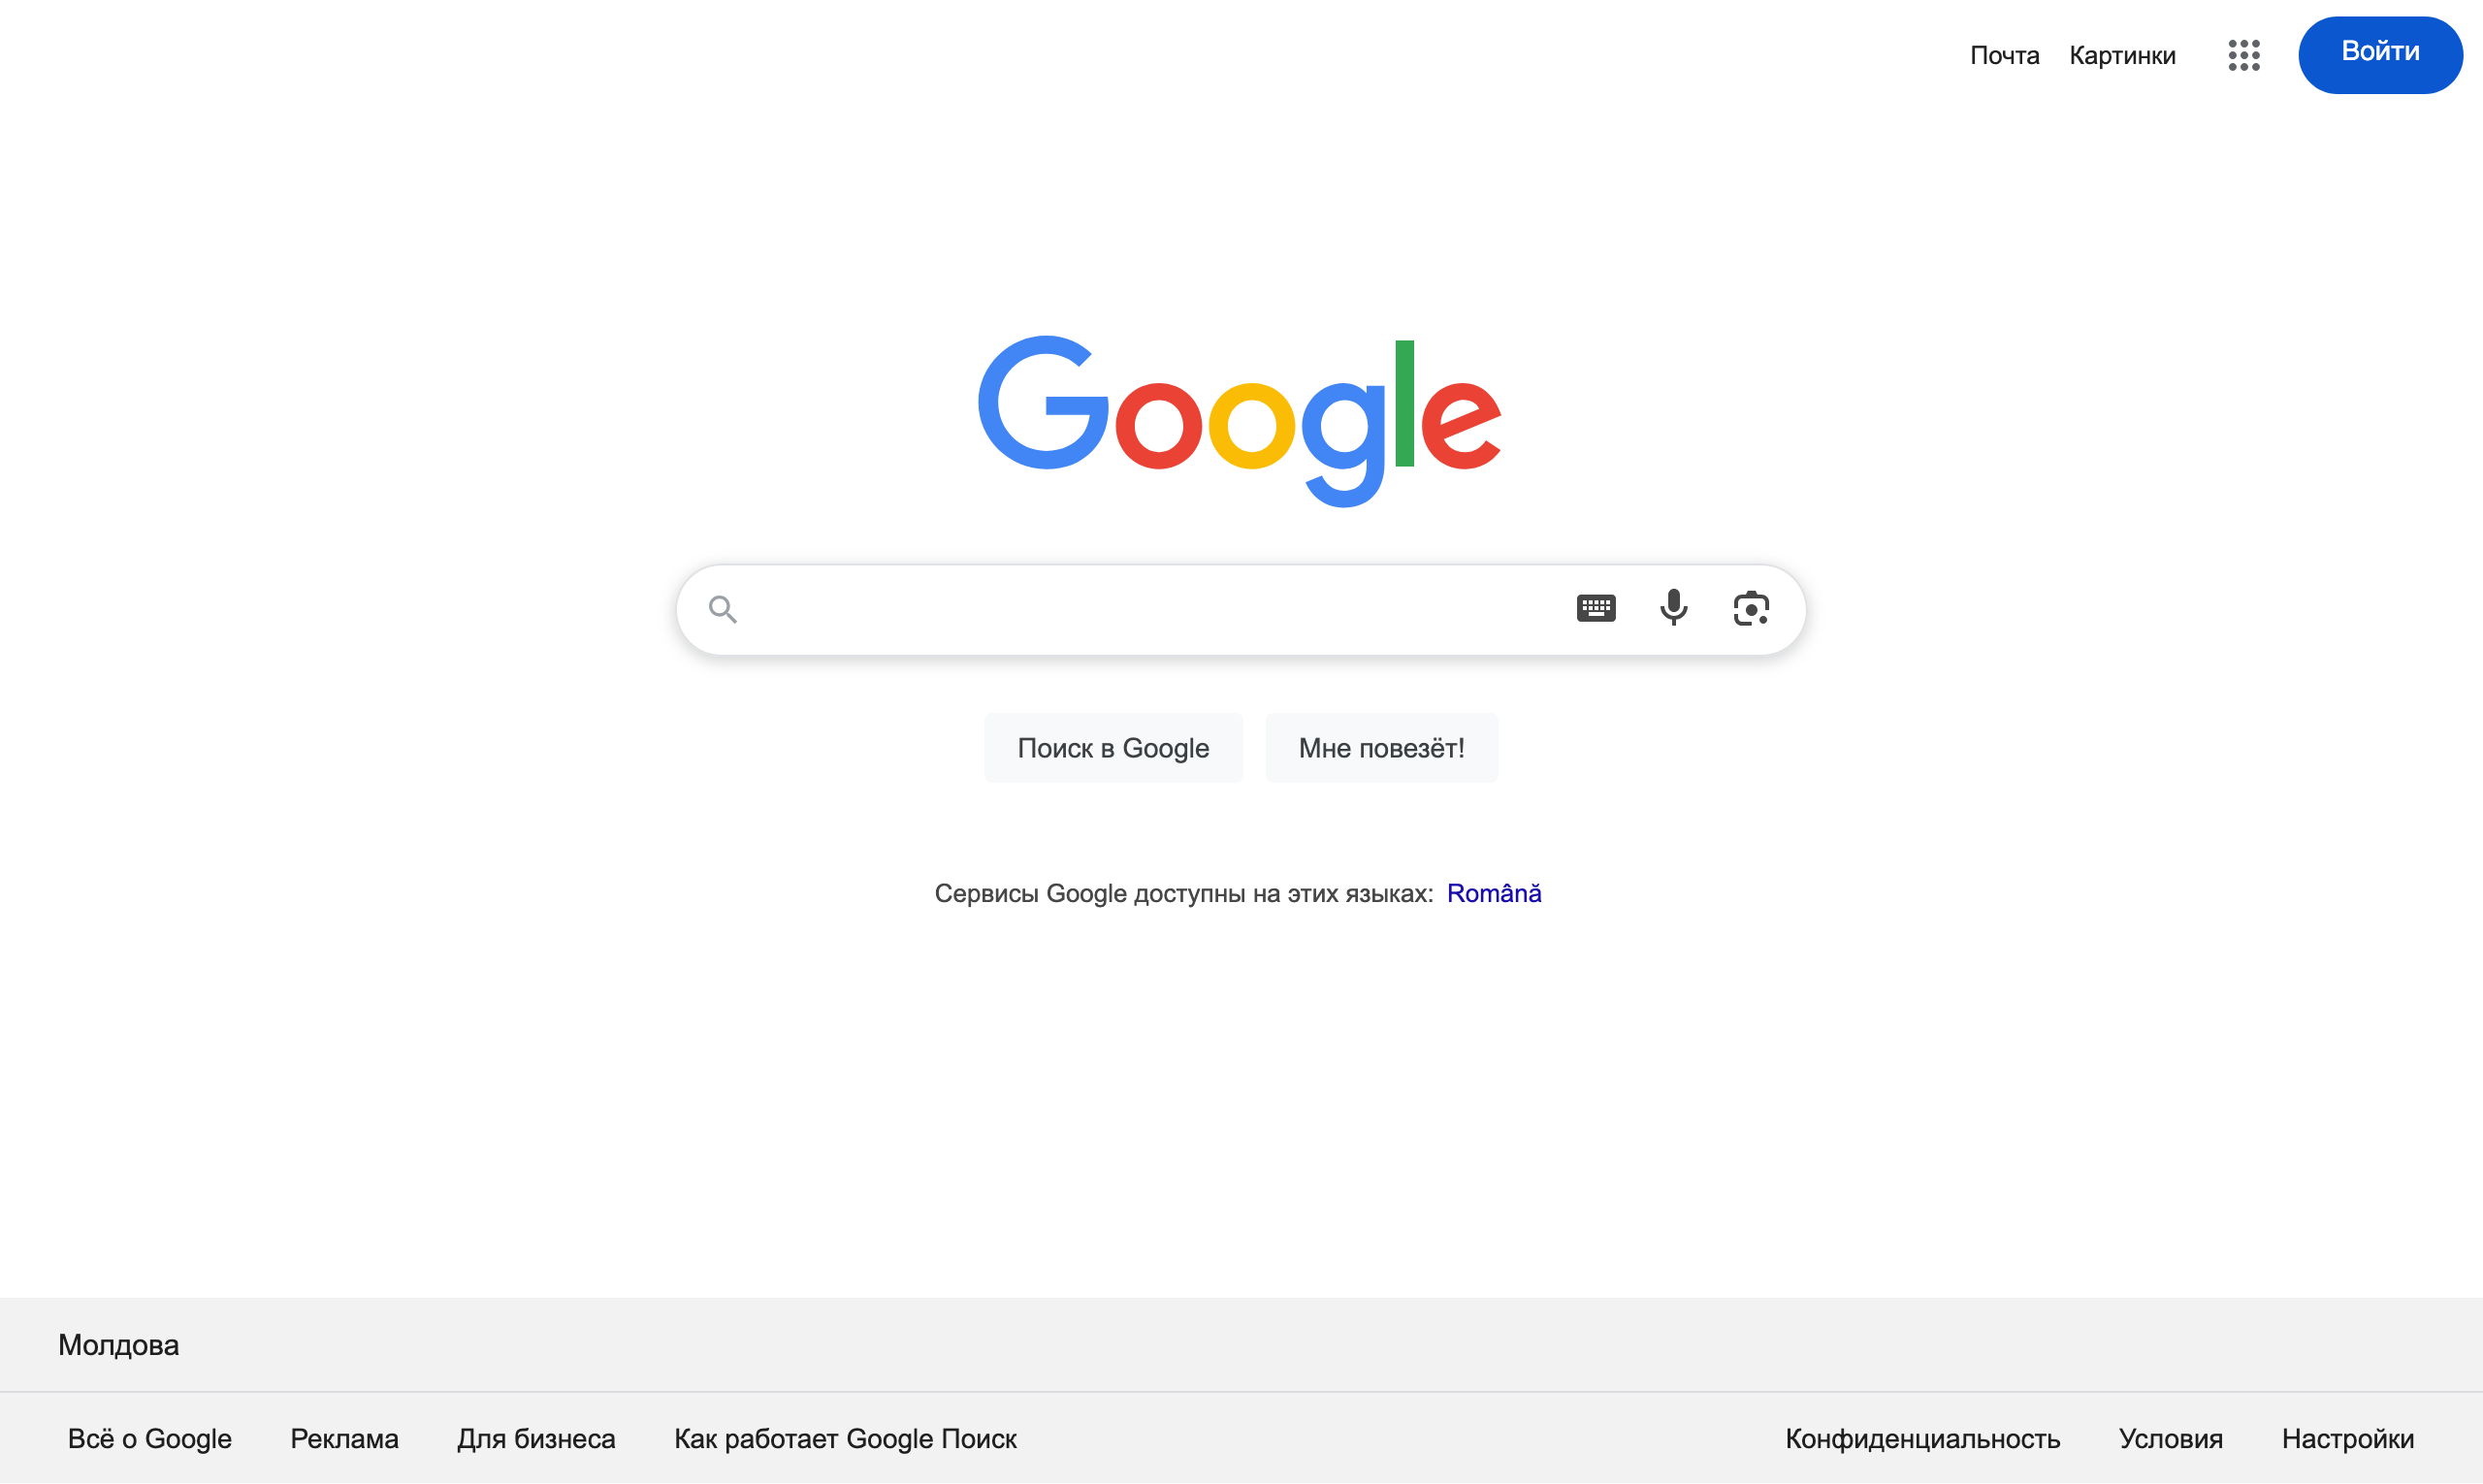 Почта Картинки Войти
Google
Поиск в Google Мне повезёт!
Сервисы Google доступны на этих языках: Română
Молдова
Всё о Google Реклама Для бизнеса Как работает Google Поиск Конфиденциальность Условия Настройки